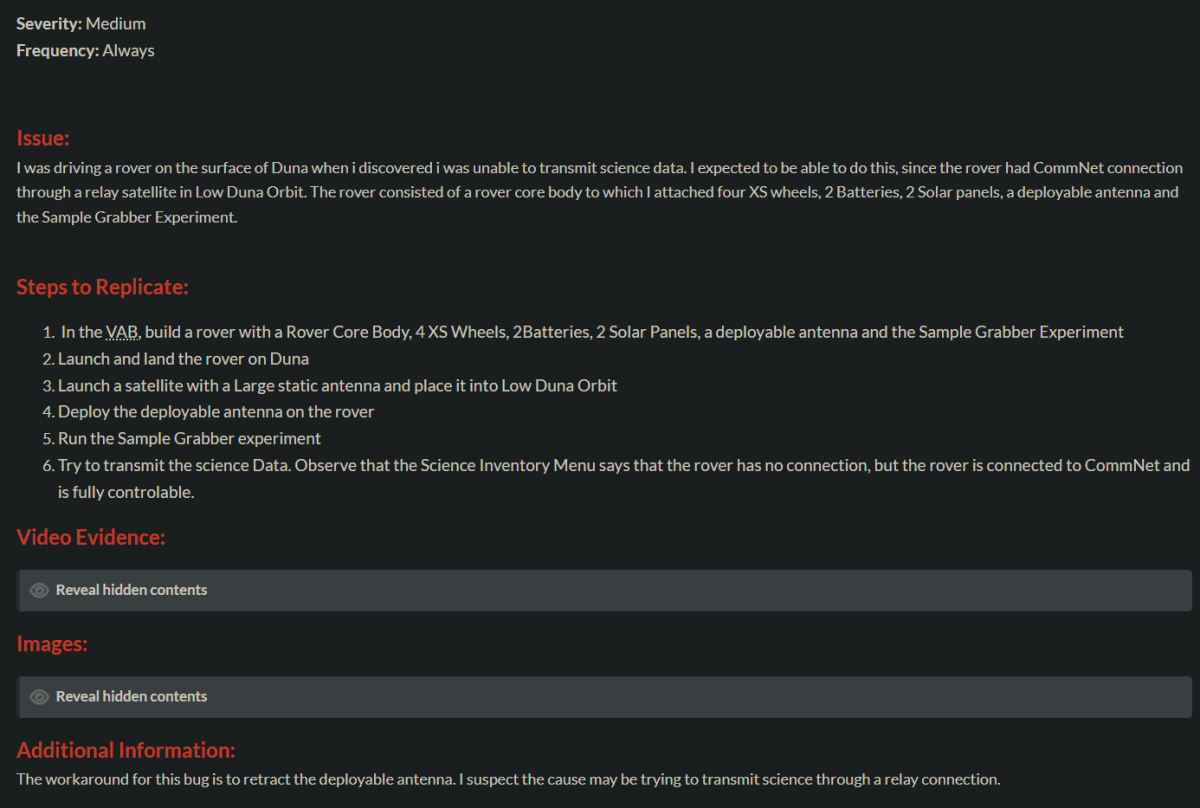 Severity: Medium
Frequency: Always
Issue:
I was driving a rover on the surface of Duna when i discovered i was unable to transmit science data. I expected to be able to do this, since the rover had CommNet connection
through a relay satellite in Low Duna Orbit. The rover consisted of a rover core body to which I attached four XS wheels, 2 Batteries, 2 Solar panels, a deployable antenna and
the Sample Grabber Experiment.
Steps to Replicate:
1. In the VAB, build a rover with a Rover Core Body, 4 XS Wheels, 2Batteries, 2 Solar Panels, a deployable antenna and the Sample Grabber Experiment
2. Launch and land the rover on Duna
3. Launch a satellite with a Large static antenna and place it into Low Duna Orbit
4. Deploy the deployable antenna on the rover
5. Run the Sample Grabber experiment
6. Try to transmit the science Data. Observe that the Science Inventory Menu says that the rover has no connection, but the rover is connected to CommNet and
is fully controlable.
Video Evidence:
Reveal hidden contents
Images:
Reveal hidden contents
Additional Information:
The workaround for this bug is to retract the deployable antenna. I suspect the cause may be trying to transmit science through a relay connection.